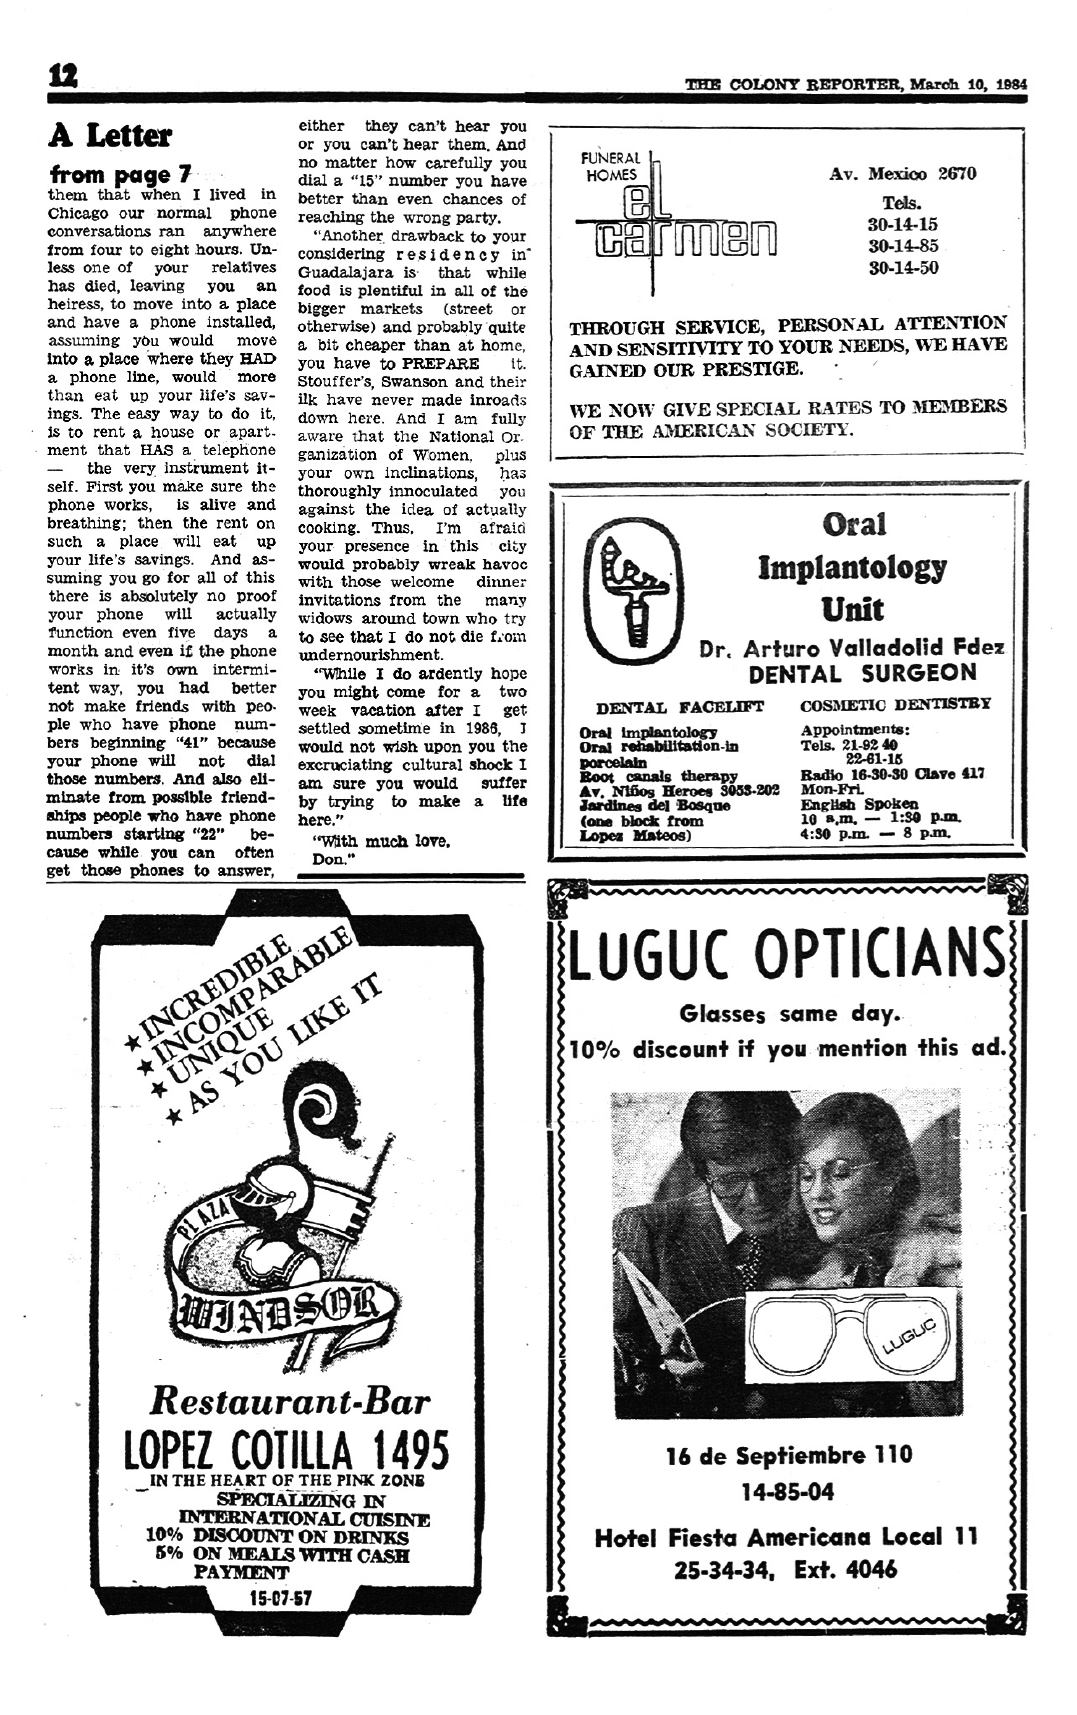 12
THE COLONY REPORTER, March 10, 1984
A Letter
from page 7
them that when I lived in
Chicago our normal phone
conversations ran anywhere
from four to eight hours. Un-
less one of your relatives
has died, leaving you an
heiress, to move into a place
and have a phone installed,
assuming you would move
into a place where they HAD
a phone line, would more
than eat up your life's sav-
ings. The easy way to do it,
is to rent a house or apart-
ment that HAS a telephone
— the very instrument it-
self. First you make sure the
phone works, is alive and
breathing; then the rent on
such a place will eat up
your life's savings. And as-
suming you go for all of this
there is absolutely no proof
your phone will actually
function even five days a
month and even if the phone
works in it's own intermi-
tent way, you had better
not make friends with peo-
ple who have phone num-
bers beginning "41" because
your phone will not dial
those numbers. And also eli-
minate from possible friend-
ships people who have phone
numbers starting "22" be-
cause while you can often
get those phones to answer,
either they can't hear you
or you can't hear them. And
no matter how carefully you
dial a "15" number you have
better than even chances of
reaching the wrong party.
"Another drawback to your
considering residency in
Guadalajara is that while
food is plentiful in all of the
bigger markets (street or
otherwise) and probably quite
a bit cheaper than at home,
you have to PREPARE it.
Stouffer's, Swanson and their
ilk have never made inroads
down here. And I am fully
aware that the National Or-
ganization of Women, plus
your own inclinations, has
thoroughly innoculated you
against the idea of actually
cooking. Thus, I'm afraid
your presence in this city
would probably wreak havoc
with those welcome dinner
invitations from the many
widows around town who try
to see that I do not die from
undernourishment.
"While I do ardently hope
you might come for a two
week vacation after I get
settled sometime in 1986, I
would not wish upon you the
excruciating cultural shock I
am sure you would suffer
by trying to make a life
here."
"With much love,
Don."
FUNERAL
HOMES
el
carmen
Av. Mexico 2670
Tels.
30-14-15
30-14-85
30-14-50
THROUGH SERVICE, PERSONAL ATTENTION
AND SENSITIVITY TO YOUR NEEDS, WE HAVE
GAINED OUR PRESTIGE.
WE NOW GIVE SPECIAL RATES TO MEMBERS
OF THE AMERICAN SOCIETY.
Oral
Implantology
Unit
Dr. Arturo Valladolid Fdez
DENTAL SURGEON
DENTAL FACELIFT
Oral implantology
Oral rehabilitation-in
porcelain
Root canals therapy
Av. Niños Heroes 3053-202
Jardines del Bosque
(one block from
Lopez Mateos)
COSMETIC DENTISTRY
Appointments:
Tels. 21-92 40
22-61-15
Radio 16-30-30 Clave 417
Mon-Fri.
English Spoken
10 a.m. — 1:30 p.m.
4:30 p.m. — 8 p.m.
★ INCREDIBLE
★ INCOMPARABLE
★ UNIQUE
★ AS YOU LIKE IT
PLAZA
WINDSOR
Restaurant-Bar
LOPEZ COTILLA 1495
IN THE HEART OF THE PINK ZONE
SPECIALIZING IN
INTERNATIONAL CUISINE
10% DISCOUNT ON DRINKS
5% ON MEALS WITH CASH
PAYMENT
15-07-57
LUGUC OPTICIANS
Glasses same day.
10% discount if you mention this ad.
LUGUC
16 de Septiembre 110
14-85-04
Hotel Fiesta Americana Local 11
25-34-34, Ext. 4046